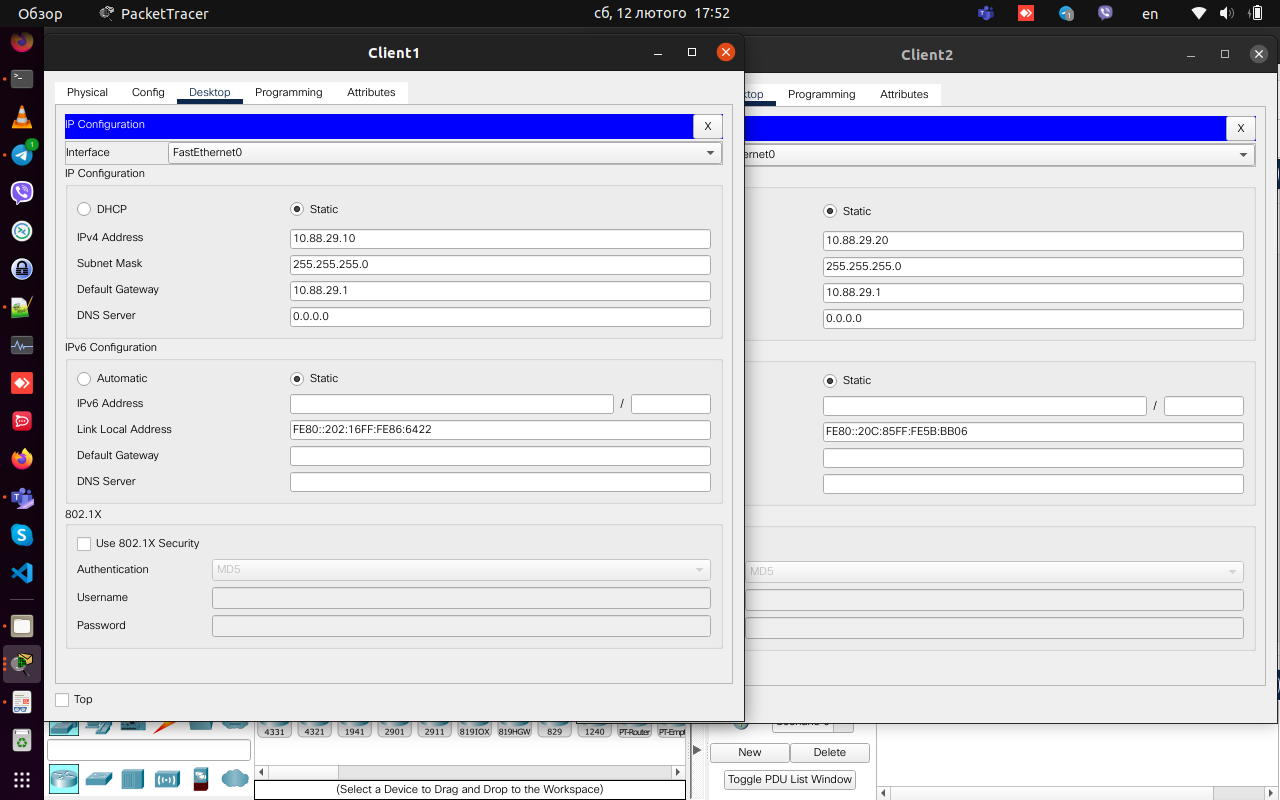 Обзор PacketTracer сб, 12 лютого 17:52 en
Client1
Physical Config Desktop Programming Attributes
IP Configuration X
Interface FastEthernet0
IP Configuration
DHCP Static
IPv4 Address 10.88.29.10
Subnet Mask 255.255.255.0
Default Gateway 10.88.29.1
DNS Server 0.0.0.0
IPv6 Configuration
Automatic Static
IPv6 Address /
Link Local Address FE80::202:16FF:FE86:6422
Default Gateway
DNS Server
802.1X
Use 802.1X Security
Authentication MD5
Username
Password
Top
Client2
ktop Programming Attributes
X
ernet0
Static
10.88.29.20
255.255.255.0
10.88.29.1
0.0.0.0
Static
/
FE80::20C:85FF:FE5B:BB06
MD5
4331 4321 1941 2901 2911 819IOX 819HGW 829 1240 PT-Router PT-Empt
New Delete
Toggle PDU List Window
(Select a Device to Drag and Drop to the Workspace)